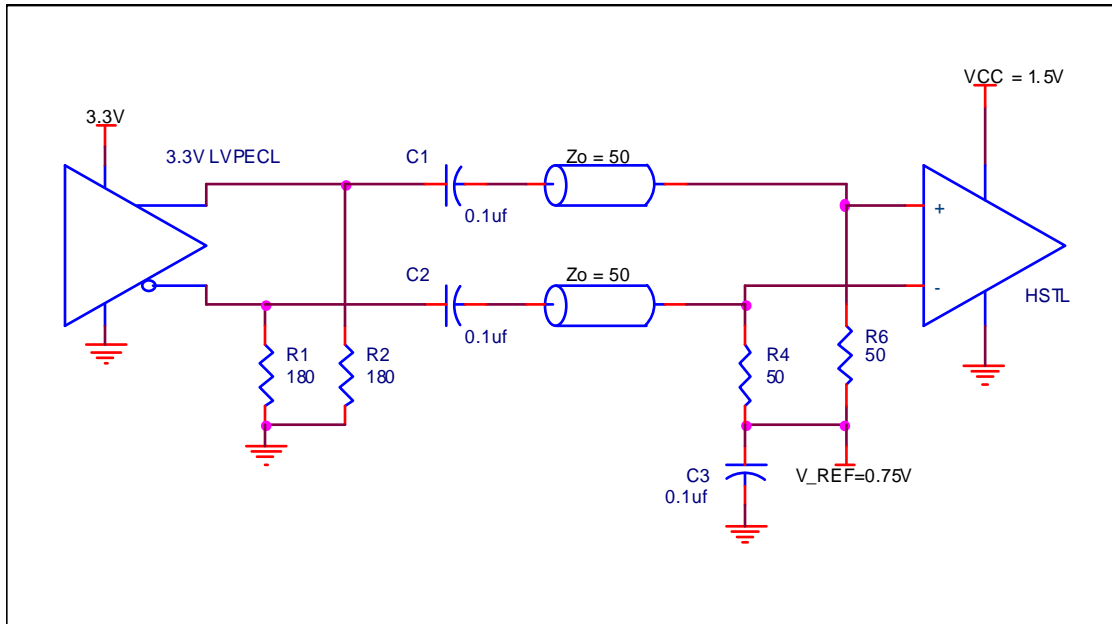 VCC = 1.5V
3.3V
3.3V LVPECL
C1
Zo = 50
0.1uf
+
C2
Zo = 50
-
HSTL
0.1uf
R1
180
R2
180
R4
50
R6
50
C3
0.1uf
V_REF=0.75V